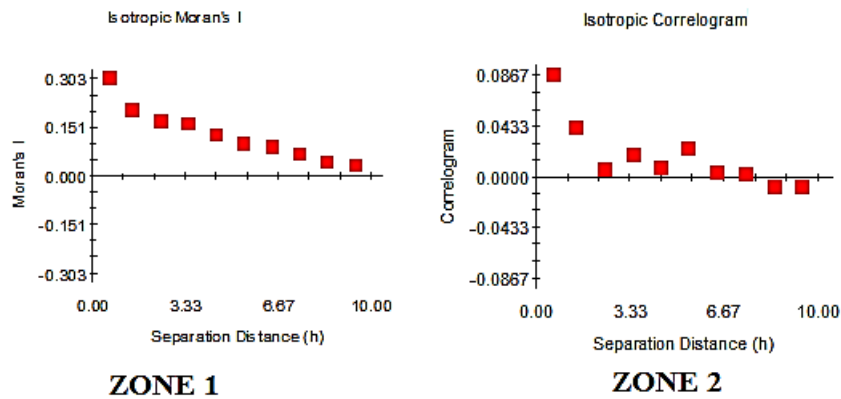 Isotropic Moran's I
0.303
0.151
0.000
-0.151
-0.303
Moran's I
0.00 3.33 6.67 10.00
Separation Distance (h)
ZONE 1
Isotropic Correlogram
0.0867
0.0433
0.0000
-0.0433
-0.0867
Correlogram
0.00 3.33 6.67 10.00
Separation Distance (h)
ZONE 2